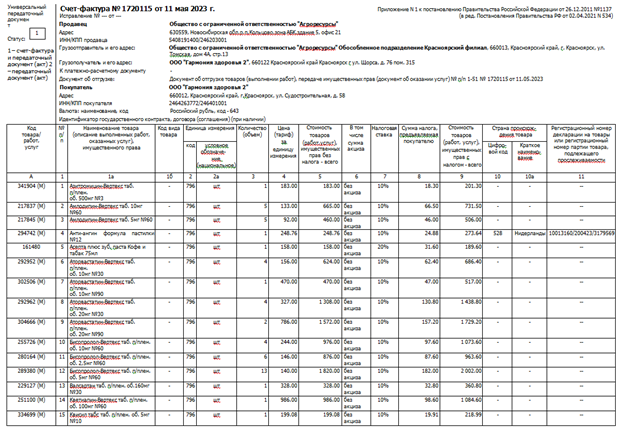 Универсальный
передаточный
документ
Статус: 1
1 – счет-фактура
и передаточный
документ (акт) 2
– передаточный
документ (акт)
Счет-фактура № 1720115 от 11 мая 2023 г.
Исправление № — от —
Приложение N 1 к постановлению Правительства Российской Федерации от 26.12.2011 №1137
(в ред. Постановления Правительства РФ от 02.04.2021 N 534)
Продавец Общество с ограниченной ответственностью "Агроресурсы"
Адрес 630559, Новосибирская обл,р.п.Кольцово,зона АБК,здание 5, офис 21
ИНН/КПП продавца 5408191400/246203001
Грузоотправитель и его адрес: Общество с ограниченной ответственностью "Агроресурсы" Обособленное подразделение Красноярский филиал, 660013, Красноярский край, г. Красноярск, ул.
Тамбовская, дом 4А, стр.13
Грузополучатель и его адрес: ООО "Гармония здоровья 2", 660122 Красноярский край, Красноярск г, ул. Щорса, д. 76 пом. 315
К платежно-расчетному документу -
Документ об отгрузке: Документ об отгрузке товаров (выполнении работ), передаче имущественных прав (документ об оказании услуг) № п/п 1-51 № 1720115 от 11.05.2023
Покупатель ООО "Гармония здоровья 2"
Адрес 660012, Красноярский край, г.Красноярск, ул. Судостроительная, д. 58
ИНН/КПП покупателя 2464263772/246401001
Валюта: наименование, код Российский рубль, код - 643
Идентификатор государственного контракта, договора (соглашения) (при наличии)
Код товара/ работ, услуг
№ п/п
Наименование товара (описание выполненных работ, оказанных услуг), имущественного права
Код вида товара
Единица измерения
код
условное обозначение (национальное)
Количество (объем)
Цена (тариф) за единицу измерения
Стоимость товаров (работ,услуг), имущественных прав без налога - всего
В том числе сумма акциза
Налоговая ставка
Сумма налога, предъявляемая покупателю
Стоимость товаров(работ, услуг), имущественных прав с налогом - всего
Страна происхождения товара
Цифровой код
Краткое наименование
Регистрационный номер декларации на товары или регистрационный номер партии товара, подлежащего прослеживаемости
А 1 1а 1б 2 2а 3 4 5 6 7 8 9 10 10а 11
341904 (М) 1 Азитромицин-Вертекс таб. п/плен. об. 500мг №3 - 796 шт 1 183.00 183.00 без акциза 10% 18.30 201.30 - - --
217837 (М) 2 Амлодипин-Вертекс таб. 10мг №60 - 796 шт 5 133.00 665.00 без акциза 10% 66.50 731.50 - - --
217845 (М) 3 Амлодипин-Вертекс таб. 5мг №60 - 796 шт 5 92.00 460.00 без акциза 10% 46.00 506.00 - - --
294742 (М) 4 Анти-ангин формула пастилки №12 - 796 шт 1 248.76 248.76 без акциза 10% 24.88 273.64 528 Нидерланды 10013160/200423/3179569
161480 5 Асепта плюс зуб.паста Кофе и табак 75мл - 796 шт 1 158.00 158.00 без акциза 20% 31.60 189.60 - - --
292952 (М) 6 Аторвастатин-Вертекс таб. п/плен. об. 10мг №30 - 796 шт 4 156.00 624.00 без акциза 10% 62.40 686.40 - - --
302506 (М) 7 Аторвастатин-Вертекс таб. п/плен. об. 10мг №90 - 796 шт 1 470.00 470.00 без акциза 10% 47.00 517.00 - - --
292962 (М) 8 Аторвастатин-Вертекс таб. п/плен. об. 20мг №30 - 796 шт 4 327.00 1 308.00 без акциза 10% 130.80 1 438.80 - - --
304666 (М) 9 Аторвастатин-Вертекс таб. п/плен. об. 20мг №90 - 796 шт 2 786.00 1 572.00 без акциза 10% 157.20 1 729.20 - - --
255726 (М) 10 Бисопролол-Вертекс таб. п/плен. об. 10мг №60 - 796 шт 4 244.00 976.00 без акциза 10% 97.60 1 073.60 - - --
280164 (М) 11 Бисопролол-Вертекс таб. п/плен. об. 2,5мг №60 - 796 шт 6 146.00 876.00 без акциза 10% 87.60 963.60 - - --
289380 (М) 12 Бисопролол-Вертекс таб. п/плен. об. 5мг №60 - 796 шт 13 140.00 1 820.00 без акциза 10% 182.00 2 002.00 - - --
229127 (М) 13 Валсартан таб. п/плен. об.160мг №30 - 796 шт 1 328.00 328.00 без акциза 10% 32.80 360.80 - - --
251100 (М) 14 Кветиапин-Вертекс таб. п/плен. об. 100мг №60 - 796 шт 1 986.00 986.00 без акциза 10% 98.60 1 084.60 - - --
334699 (М) 15 таб. п/плен. об. 5мг №10 - 796 шт 1 199.08 199.08 без акциза 10% 19.91 218.99 - - --